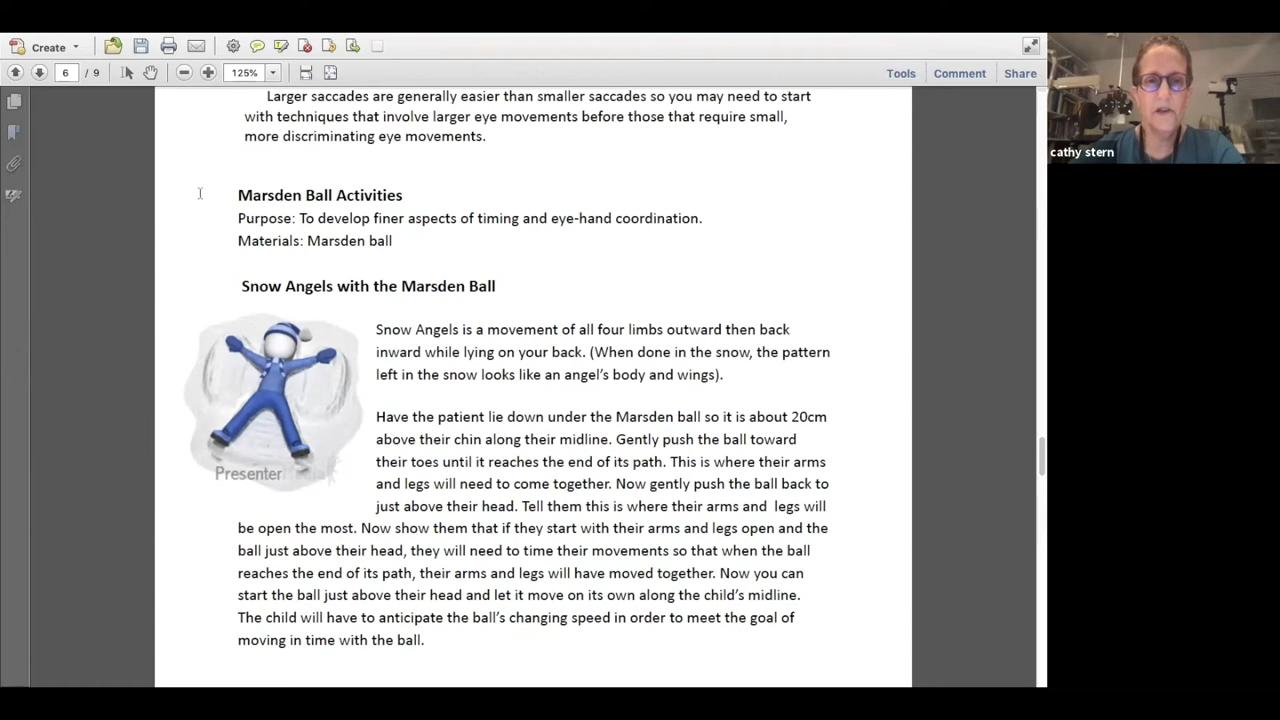 Create
6 / 9
125%
Tools Comment Share
cathy stern
Larger saccades are generally easier than smaller saccades so you may need to start
with techniques that involve larger eye movements before those that require small,
more discriminating eye movements.
Marsden Ball Activities
Purpose: To develop finer aspects of timing and eye-hand coordination.
Materials: Marsden ball
Snow Angels with the Marsden Ball
Snow Angels is a movement of all four limbs outward then back
inward while lying on your back. (When done in the snow, the pattern
left in the snow looks like an angel's body and wings).
Have the patient lie down under the Marsden ball so it is about 20cm
above their chin along their midline. Gently push the ball toward
their toes until it reaches the end of its path. This is where their arms
and legs will need to come together. Now gently push the ball back to
just above their head. Tell them this is where their arms and legs will
be open the most. Now show them that if they start with their arms and legs open and the
ball just above their head, they will need to time their movements so that when the ball
reaches the end of its path, their arms and legs will have moved together. Now you can
start the ball just above their head and let it move on its own along the child's midline.
The child will have to anticipate the ball's changing speed in order to meet the goal of
moving in time with the ball.
PresenterMedia